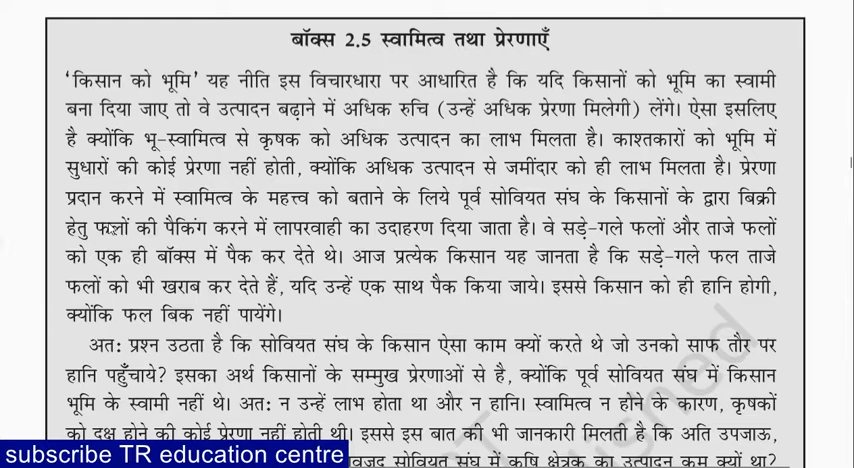 बॉक्स 2.5 स्वामित्व तथा प्रेरणाएँ
'किसान को भूमि' यह नीति इस विचारधारा पर आधारित है कि यदि किसानों को भूमि का स्वामी
बना दिया जाए तो वे उत्पादन बढ़ाने में अधिक रुचि (उन्हें अधिक प्रेरणा मिलेगी) लेंगे। ऐसा इसलिए
है क्योंकि भू-स्वामित्व से कृषक को अधिक उत्पादन का लाभ मिलता है। काश्तकारों को भूमि में
सुधारों की कोई प्रेरणा नहीं होती, क्योंकि अधिक उत्पादन से जमींदार को ही लाभ मिलता है। प्रेरणा
प्रदान करने में स्वामित्व के महत्त्व को बताने के लिये पूर्व सोवियत संघ के किसानों के द्वारा बिक्री
हेतु फलों की पैकिंग करने में लापरवाही का उदाहरण दिया जाता है। वे सड़े-गले फलों और ताजे फलों
को एक ही बॉक्स में पैक कर देते थे। आज प्रत्येक किसान यह जानता है कि सड़े-गले फल ताजे
फलों को भी खराब कर देते हैं, यदि उन्हें एक साथ पैक किया जाये। इससे किसान को ही हानि होगी,
क्योंकि फल बिक नहीं पायेंगे।
अतः प्रश्न उठता है कि सोवियत संघ के किसान ऐसा काम क्यों करते थे जो उनको साफ तौर पर
हानि पहुँचाये? इसका अर्थ किसानों के सम्मुख प्रेरणाओं से है, क्योंकि पूर्व सोवियत संघ में किसान
भूमि के स्वामी नहीं थे। अतः न उन्हें लाभ होता था और न हानि। स्वामित्व न होने के कारण, कृषकों
को दक्ष होने की कोई प्रेरणा नहीं होती थी। इससे इस बात की भी जानकारी मिलती है कि अति उपजाऊ,
subscribe TR education centre
सोवियत संघ में कृषि क्षेत्रक का उत्पादन कम क्यों था?